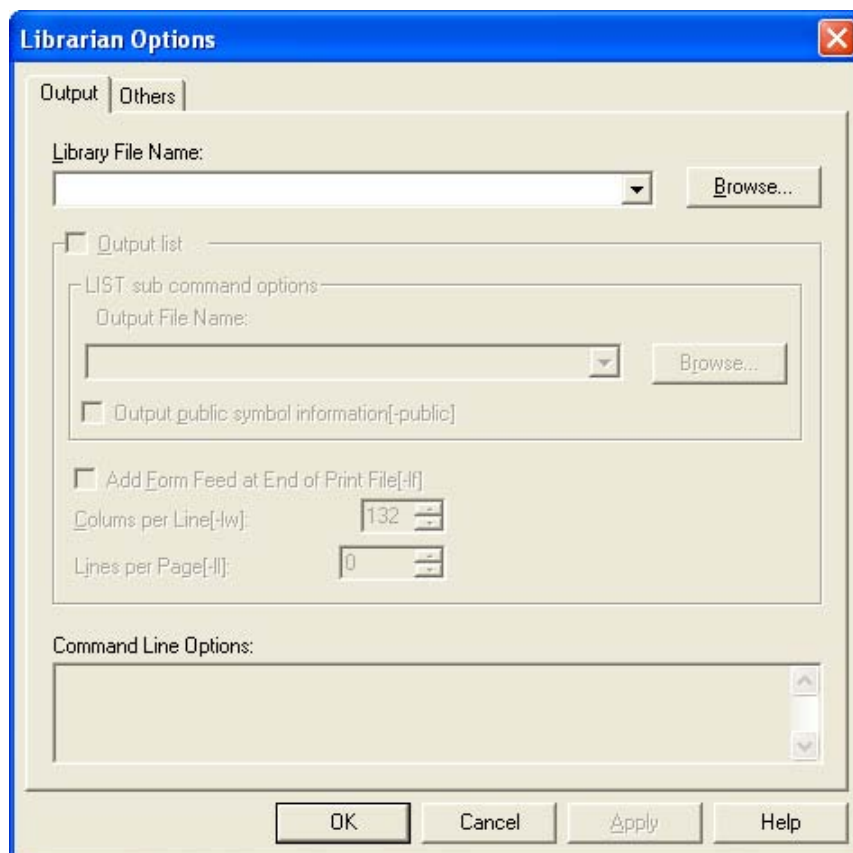 Librarian Options
Output
Others
Library File Name:
Browse...
Output list
LIST sub command options
Output File Name:
Browse...
Output public symbol information[-public]
Add Form Feed at End of Print File[-lf]
Colums per Line[-lw]:
132
Lines per Page[-ll]:
0
Command Line Options:
OK
Cancel
Apply
Help